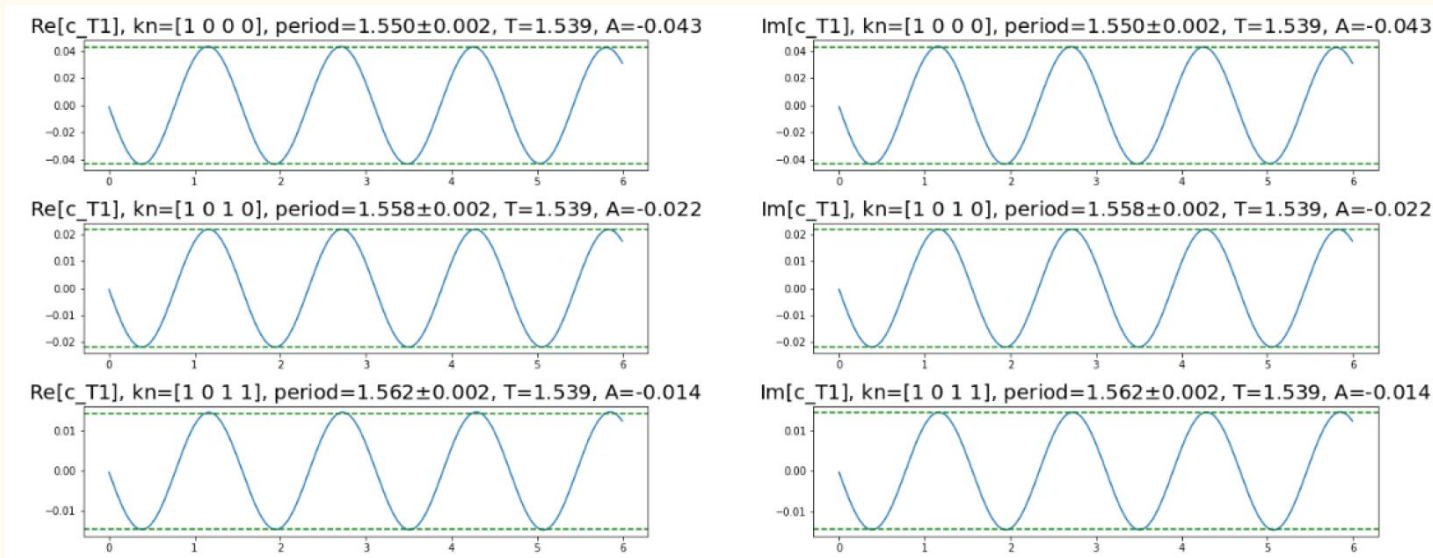 Re[c_T1], kn=[1 0 0 0], period=1.550±0.002, T=1.539, A=-0.043
0.04
0.02
0.00
−0.02
−0.04
0 1 2 3 4 5 6
Im[c_T1], kn=[1 0 0 0], period=1.550±0.002, T=1.539, A=-0.043
0.04
0.02
0.00
−0.02
−0.04
0 1 2 3 4 5 6
Re[c_T1], kn=[1 0 1 0], period=1.558±0.002, T=1.539, A=-0.022
0.02
0.01
0.00
−0.01
−0.02
0 1 2 3 4 5 6
Im[c_T1], kn=[1 0 1 0], period=1.558±0.002, T=1.539, A=-0.022
0.02
0.01
0.00
−0.01
−0.02
0 1 2 3 4 5 6
Re[c_T1], kn=[1 0 1 1], period=1.562±0.002, T=1.539, A=-0.014
0.01
0.00
−0.01
0 1 2 3 4 5 6
Im[c_T1], kn=[1 0 1 1], period=1.562±0.002, T=1.539, A=-0.014
0.01
0.00
−0.01
0 1 2 3 4 5 6